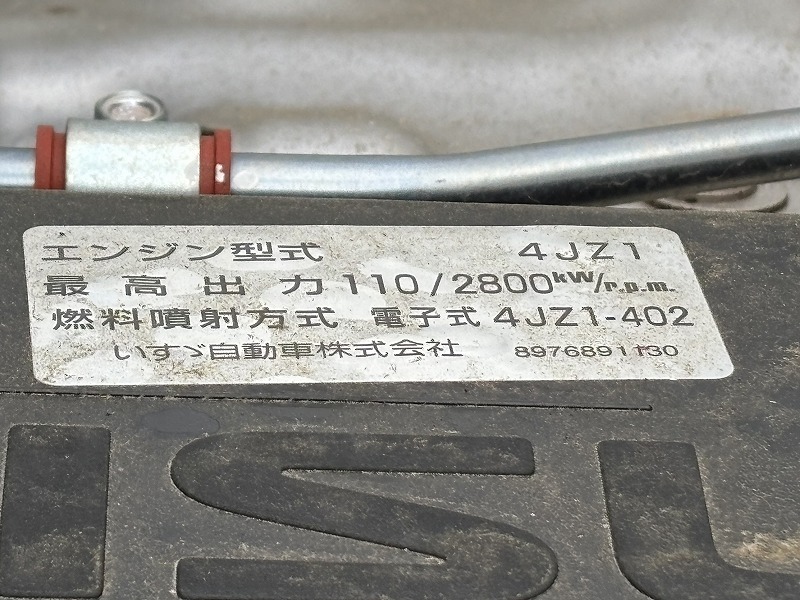 エンジン型式 4JZ1
最高出力 110/2800kW/r.p.m.
燃料噴射方式 電子式 4JZ1-402
いすゞ自動車株式会社 8976891130
ISU